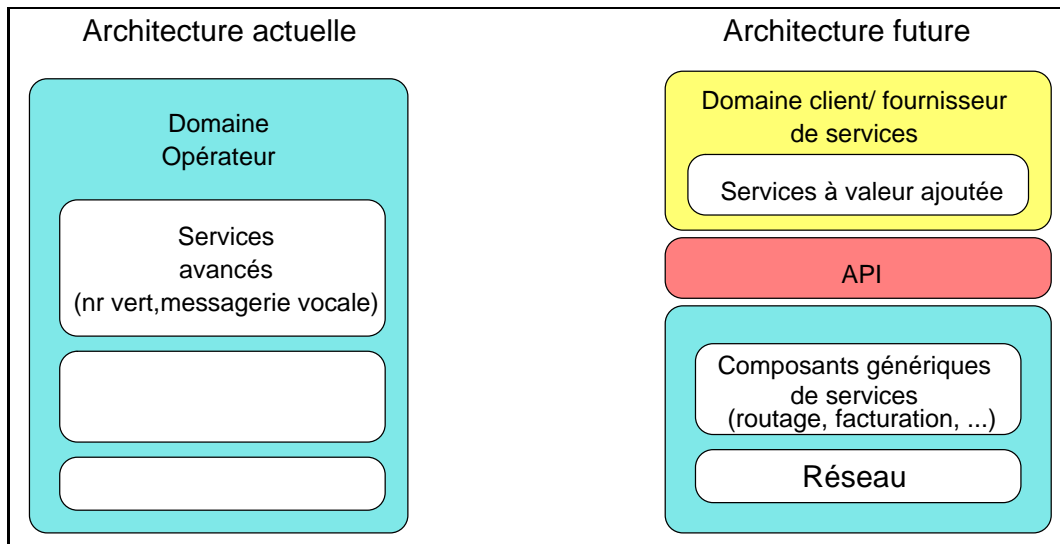 Architecture actuelle
Domaine
Opérateur
Services
avancés
(nr vert,messagerie vocale)
Architecture future
Domaine client/ fournisseur
de services
Services à valeur ajoutée
API
Composants génériques
de services
(routage, facturation, ...)
Réseau